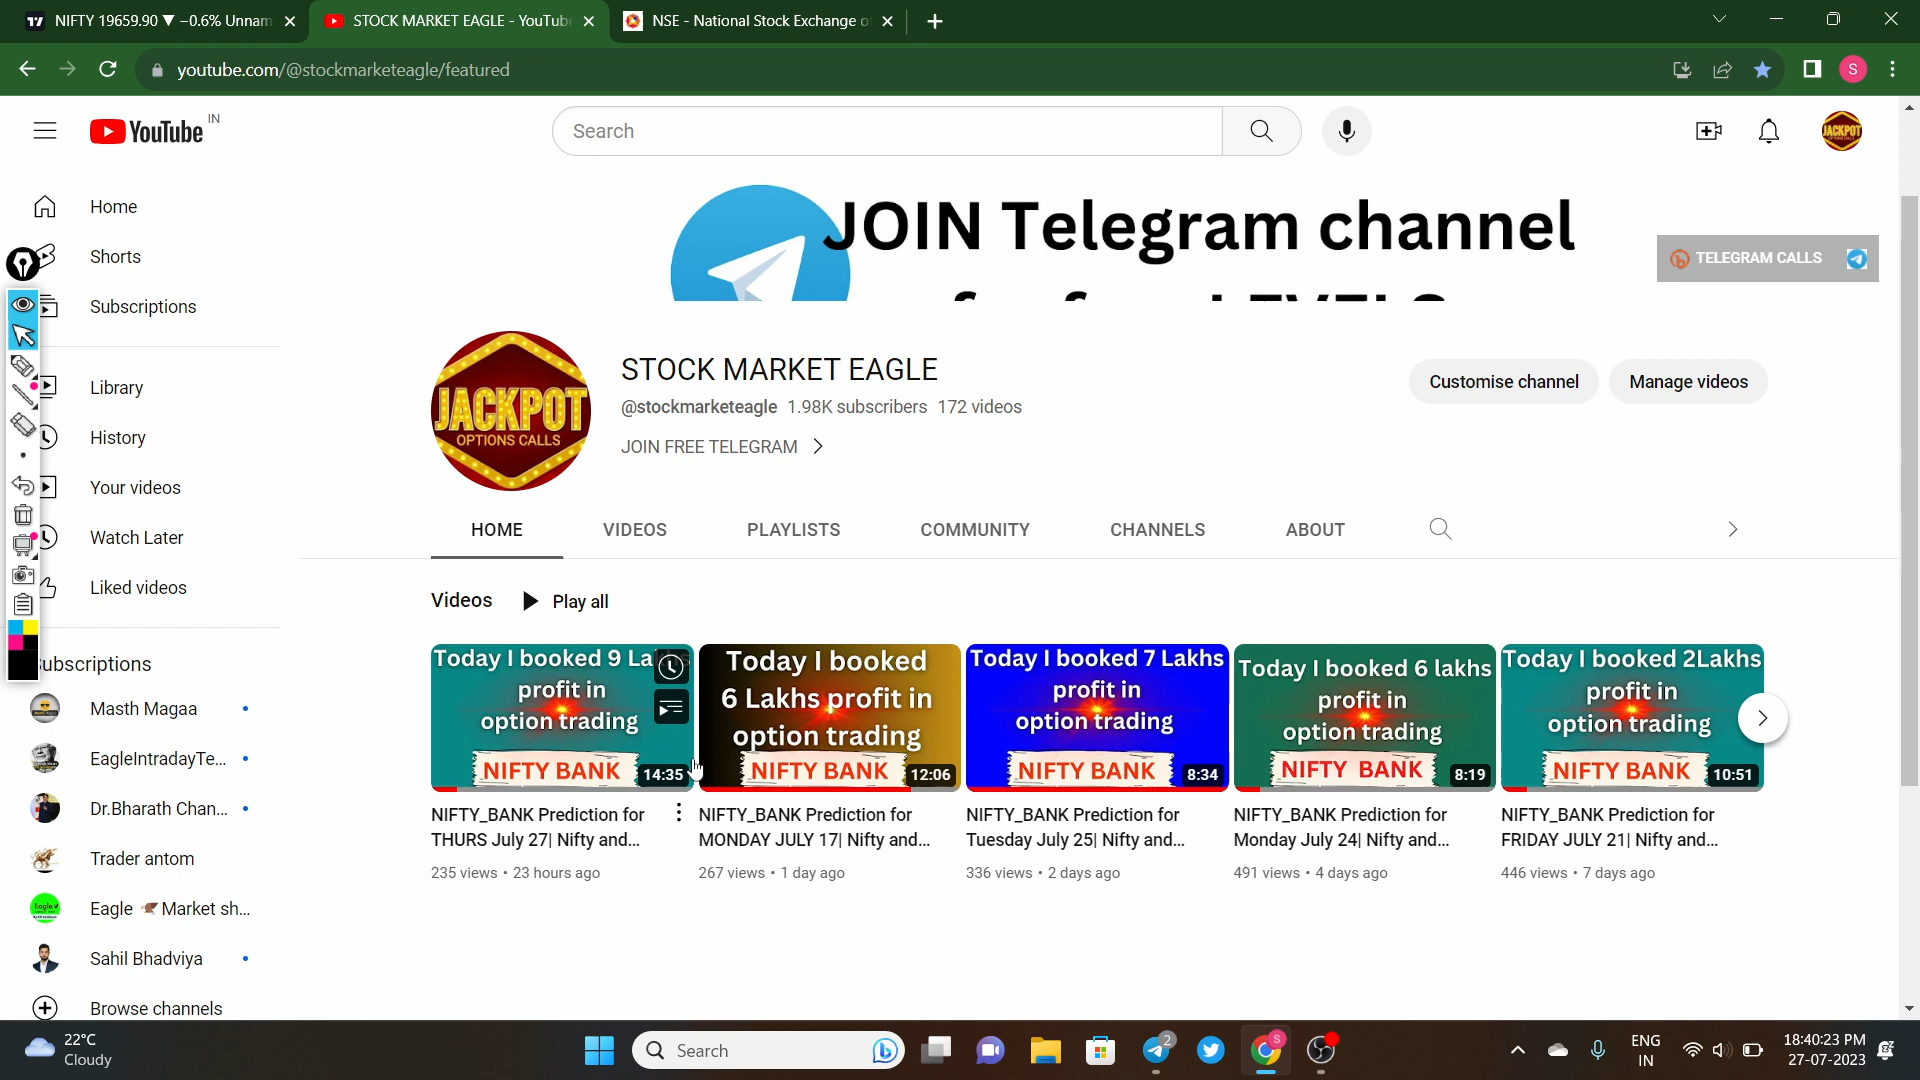 NIFTY 19659.90 ▼ −0.6% Unnam
STOCK MARKET EAGLE - YouTub
NSE - National Stock Exchange o
youtube.com/@stockmarketeagle/featured
S
YouTube IN
Search
JACKPOT
Home
Shorts
Subscriptions
Library
History
Your videos
Watch Later
Liked videos
Subscriptions
Masth Magaa
EagleIntradayTe...
Dr.Bharath Chan...
Trader antom
Eagle Market sh...
Sahil Bhadviya
Browse channels
JOIN Telegram channel
TELEGRAM CALLS
JACKPOT
OPTIONS CALLS
STOCK MARKET EAGLE
@stockmarketeagle 1.98K subscribers 172 videos
JOIN FREE TELEGRAM
Customise channel
Manage videos
HOME VIDEOS PLAYLISTS COMMUNITY CHANNELS ABOUT
Videos Play all
Today I booked 9 La
profit in
option trading
NIFTY BANK
14:35
NIFTY_BANK Prediction for
THURS July 27| Nifty and...
235 views • 23 hours ago
Today I booked
6 Lakhs profit in
option trading
NIFTY BANK
12:06
NIFTY_BANK Prediction for
MONDAY JULY 17| Nifty and...
267 views • 1 day ago
Today I booked 7 Lakhs
profit in
option trading
NIFTY BANK
8:34
NIFTY_BANK Prediction for
Tuesday July 25| Nifty and...
336 views • 2 days ago
Today I booked 6 lakhs
profit in
option trading
NIFTY BANK
8:19
NIFTY_BANK Prediction for
Monday July 24| Nifty and...
491 views • 4 days ago
Today I booked 2Lakhs
profit in
option trading
NIFTY BANK
10:51
NIFTY_BANK Prediction for
FRIDAY JULY 21| Nifty and...
446 views • 7 days ago
22°C
Cloudy
Search
2
S
ENG
IN
18:40:23 PM
27-07-2023